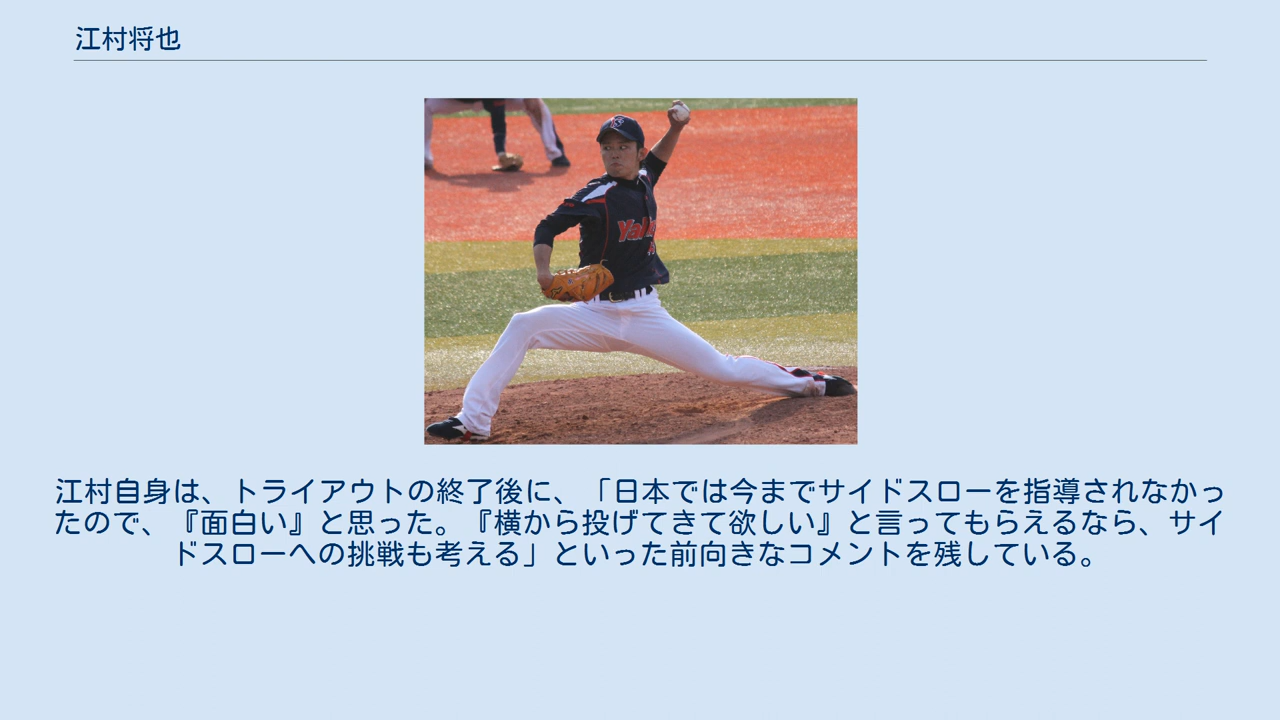 江村将也
江村自身は、トライアウトの終了後に、「日本では今までサイドスローを指導されなかっ
たので、『面白い』と思った。『横から投げてきて欲しい』と言ってもらえるなら、サイ
ドスローへの挑戦も考える」といった前向きなコメントを残している。